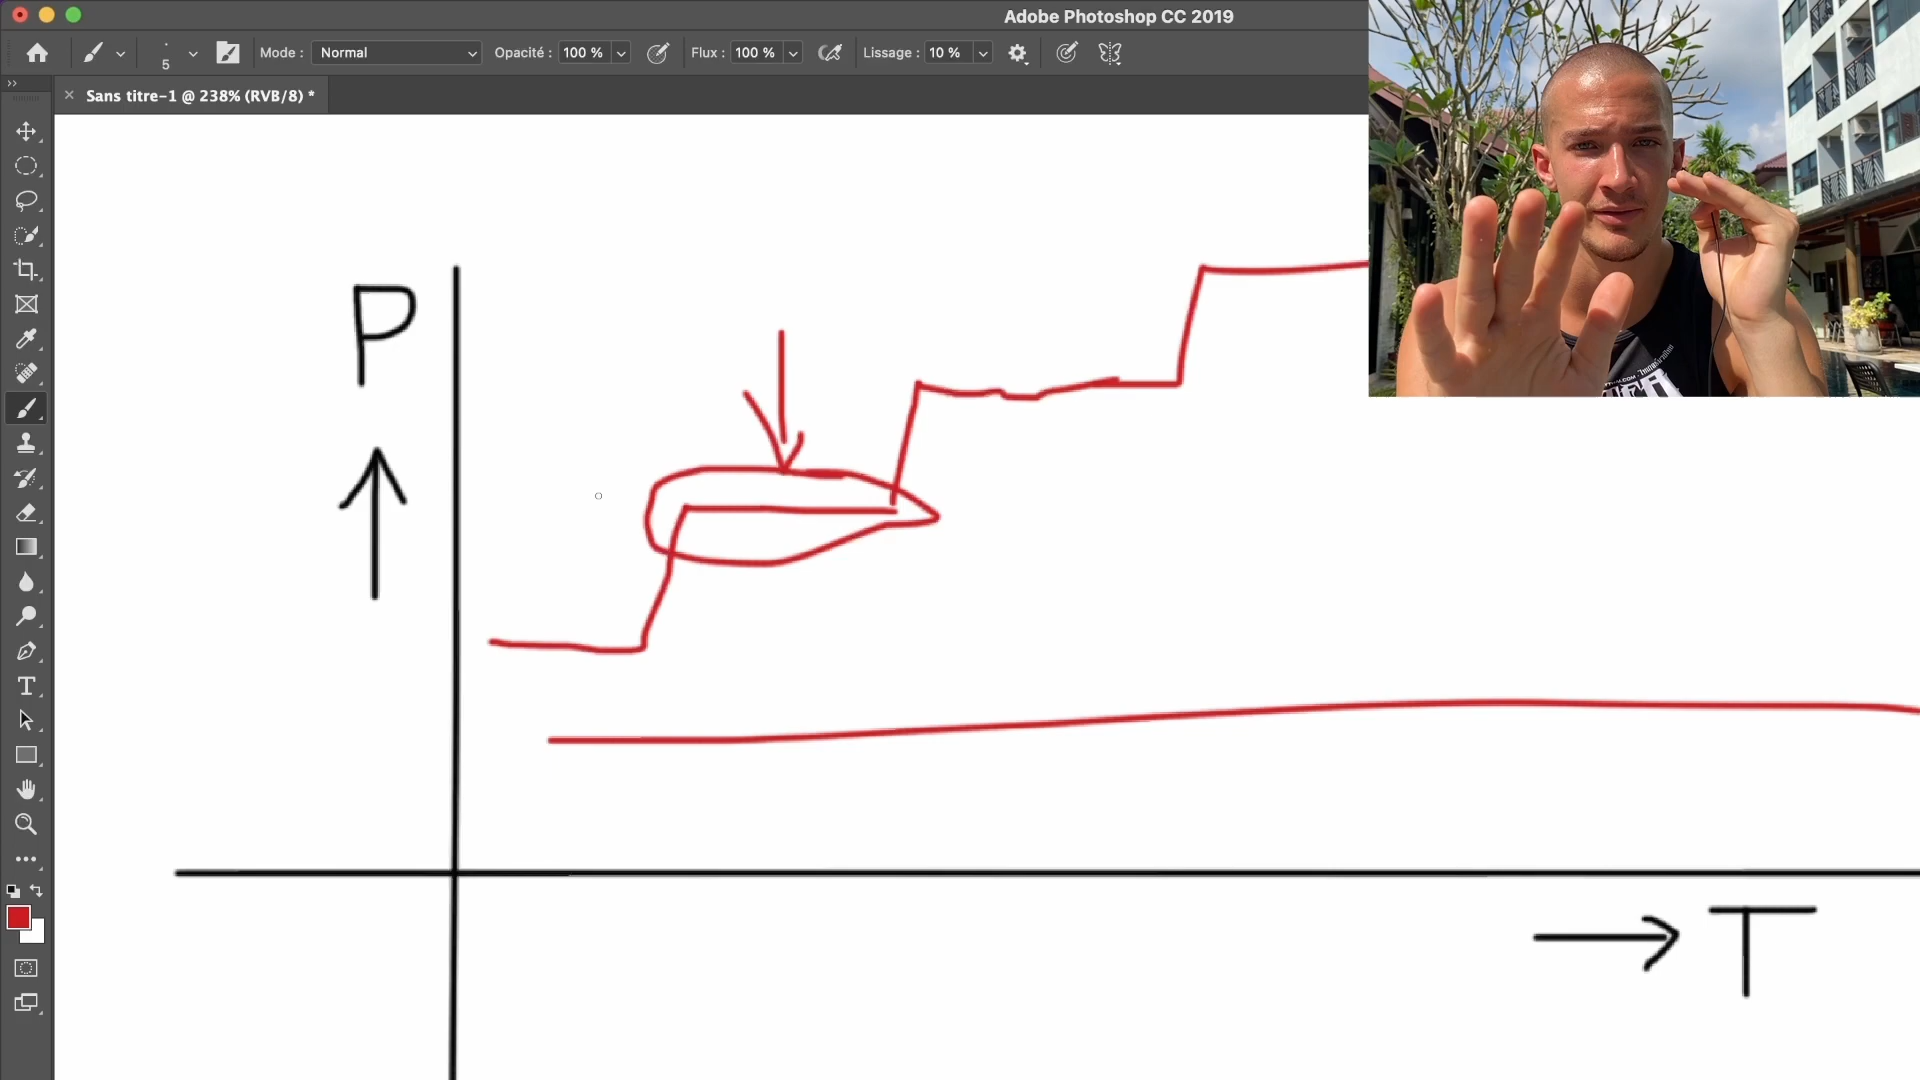 Adobe Photoshop CC 2019
5
Mode : Normal
Opacité : 100 %
Flux : 100 %
Lissage : 10 %
Sans titre-1 @ 238% (RVB/8) *
P
T